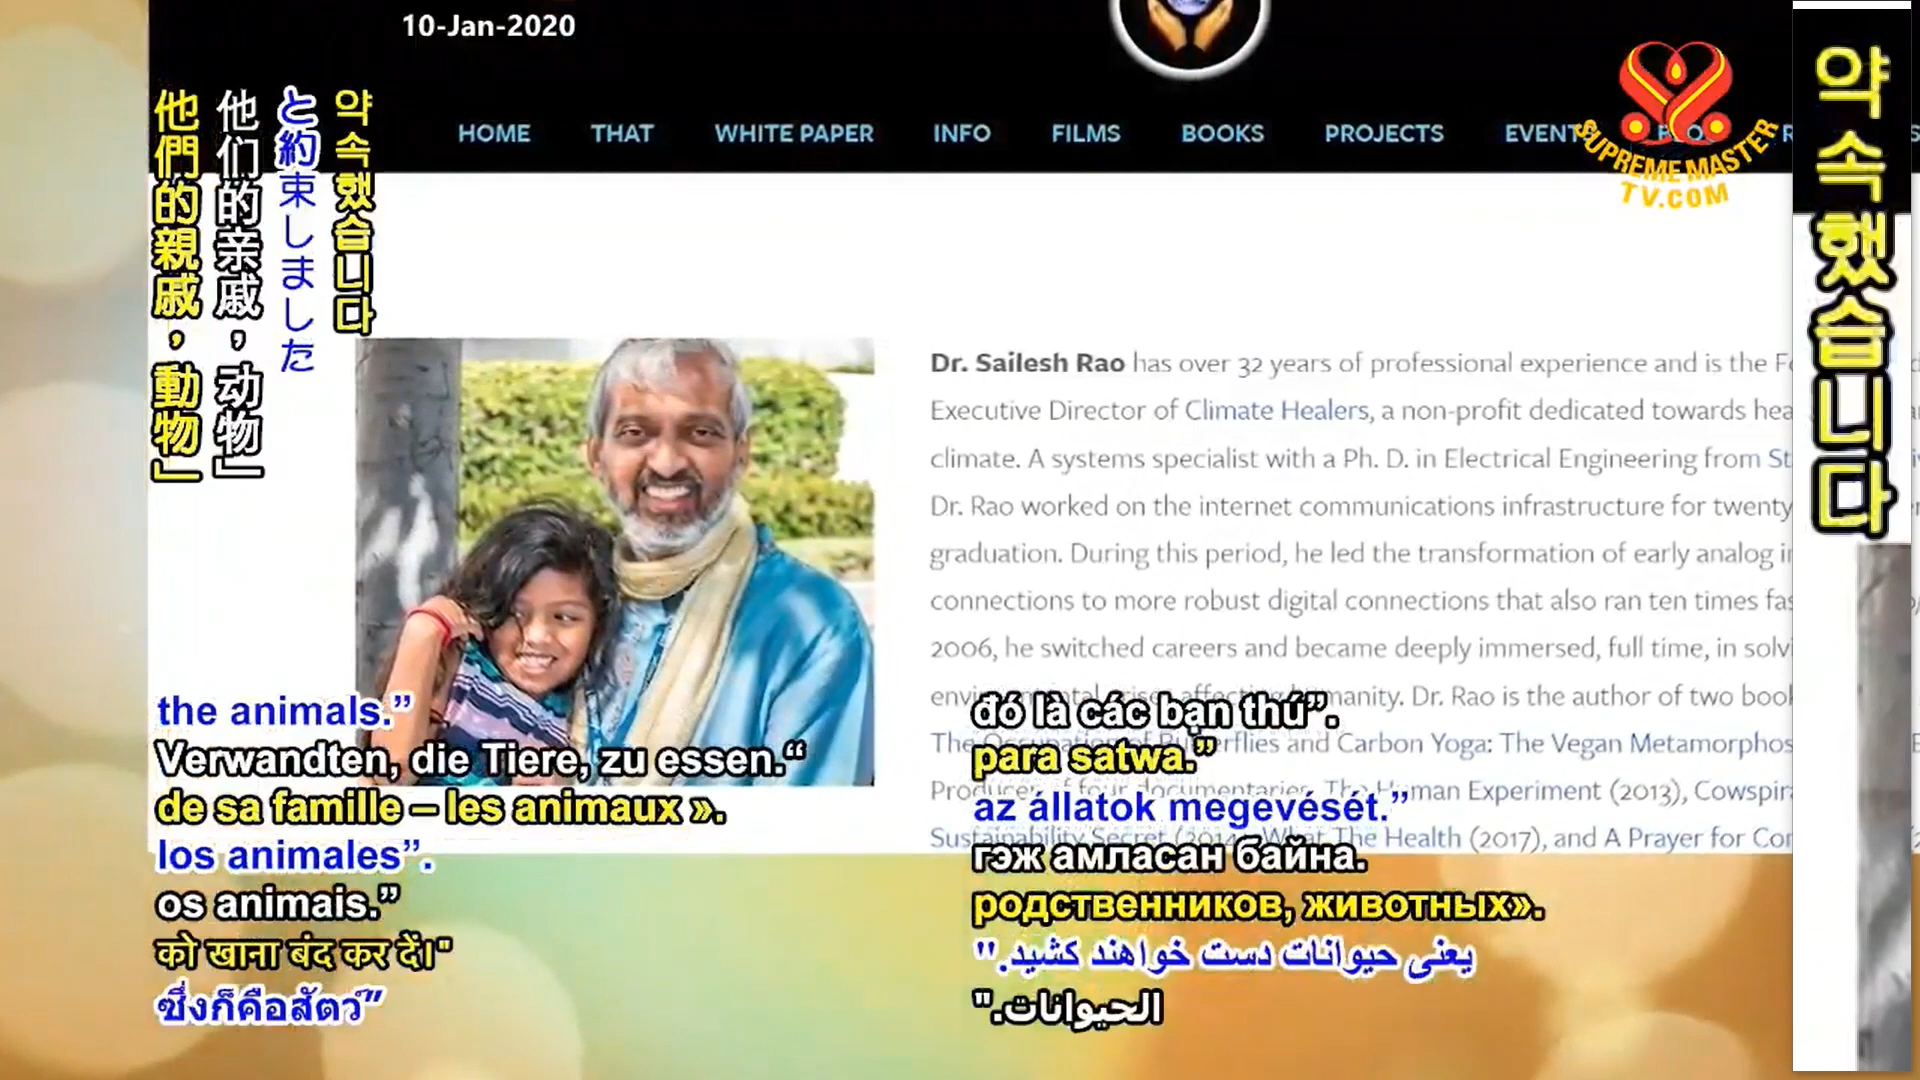 10-Jan-2020
HOME THAT WHITE PAPER INFO FILMS BOOKS PROJECTS
SUPREME MASTER
TV.COM
약속했습니다
と約束しました
他们的亲戚，动物」
他們的親戚，動物」
약속했습니다
Dr. Sailesh Rao has over 32 years of professional experience and is the
Executive Director of Climate Healers, a non-profit dedicated towards
climate. A systems specialist with a Ph. D. in Electrical Engineering from
Dr. Rao worked on the internet communications infrastructure for twenty
graduation. During this period, he led the transformation of early analog
connections to more robust digital connections that also ran ten times
2006, he switched careers and became deeply immersed, full time, in
humanity. Dr. Rao is the author of two
Butterflies and Carbon Yoga: The Vegan
Human Experiment (2013),
Sustainability Secret (2014), What The Health (2017), and A Prayer for
the animals.”
Verwandten, die Tiere, zu essen.“
de sa famille – les animaux ».
los animales”.
os animais.”
को खाना बंद कर दें।"
ซึ่งก็คือสัตว์”
đó là các bạn thú”.
para satwa.”
az állatok megevését.”
гэж амласан байна.
родственников, животных».
یعنی حیوانات دست خواهند کشید."
الحيوانات."